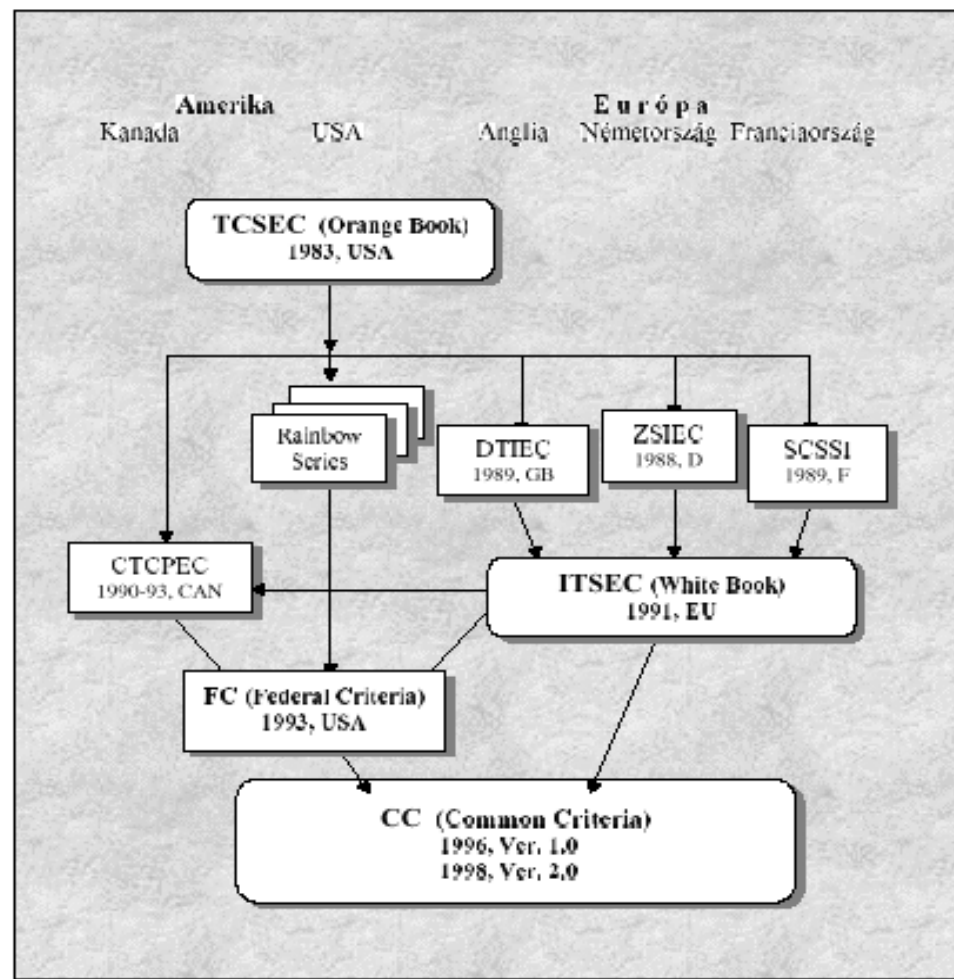 Amerika
Európa
Kanada USA Anglia Németország Franciaország
TCSEC (Orange Book)
1983, USA
Rainbow
Series
DTIEC
1989, GB
ZSIEC
1988, D
SCSSI
1989, F
CTCPEC
1990-93, CAN
ITSEC (White Book)
1991, EU
FC (Federal Criteria)
1993, USA
CC (Common Criteria)
1996, Ver. 1.0
1998, Ver. 2.0